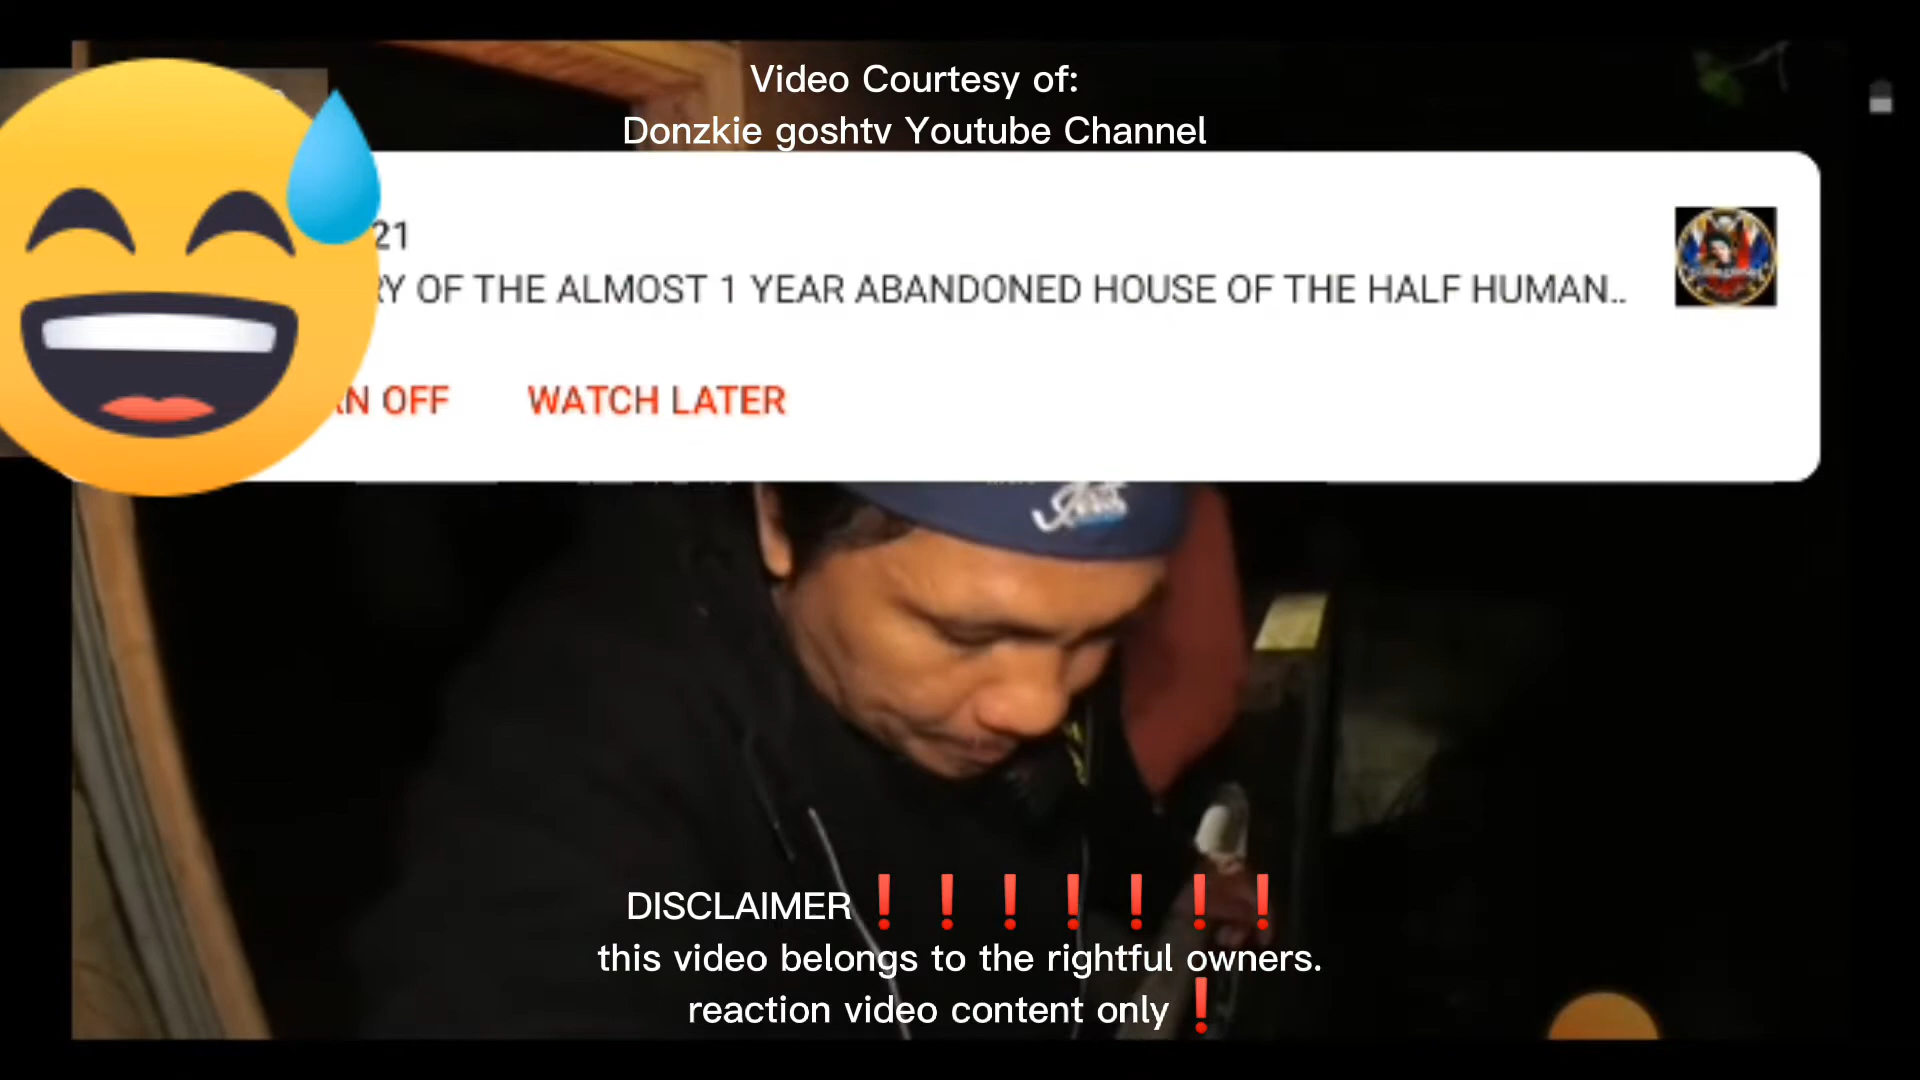 Video Courtesy of:
Donzkie goshtv Youtube Channel
21
RY OF THE ALMOST 1 YEAR ABANDONED HOUSE OF THE HALF HUMAN..
N OFF
WATCH LATER
DISCLAIMER❗❗❗❗❗❗❗
this video belongs to the rightful owners.
reaction video content only❗